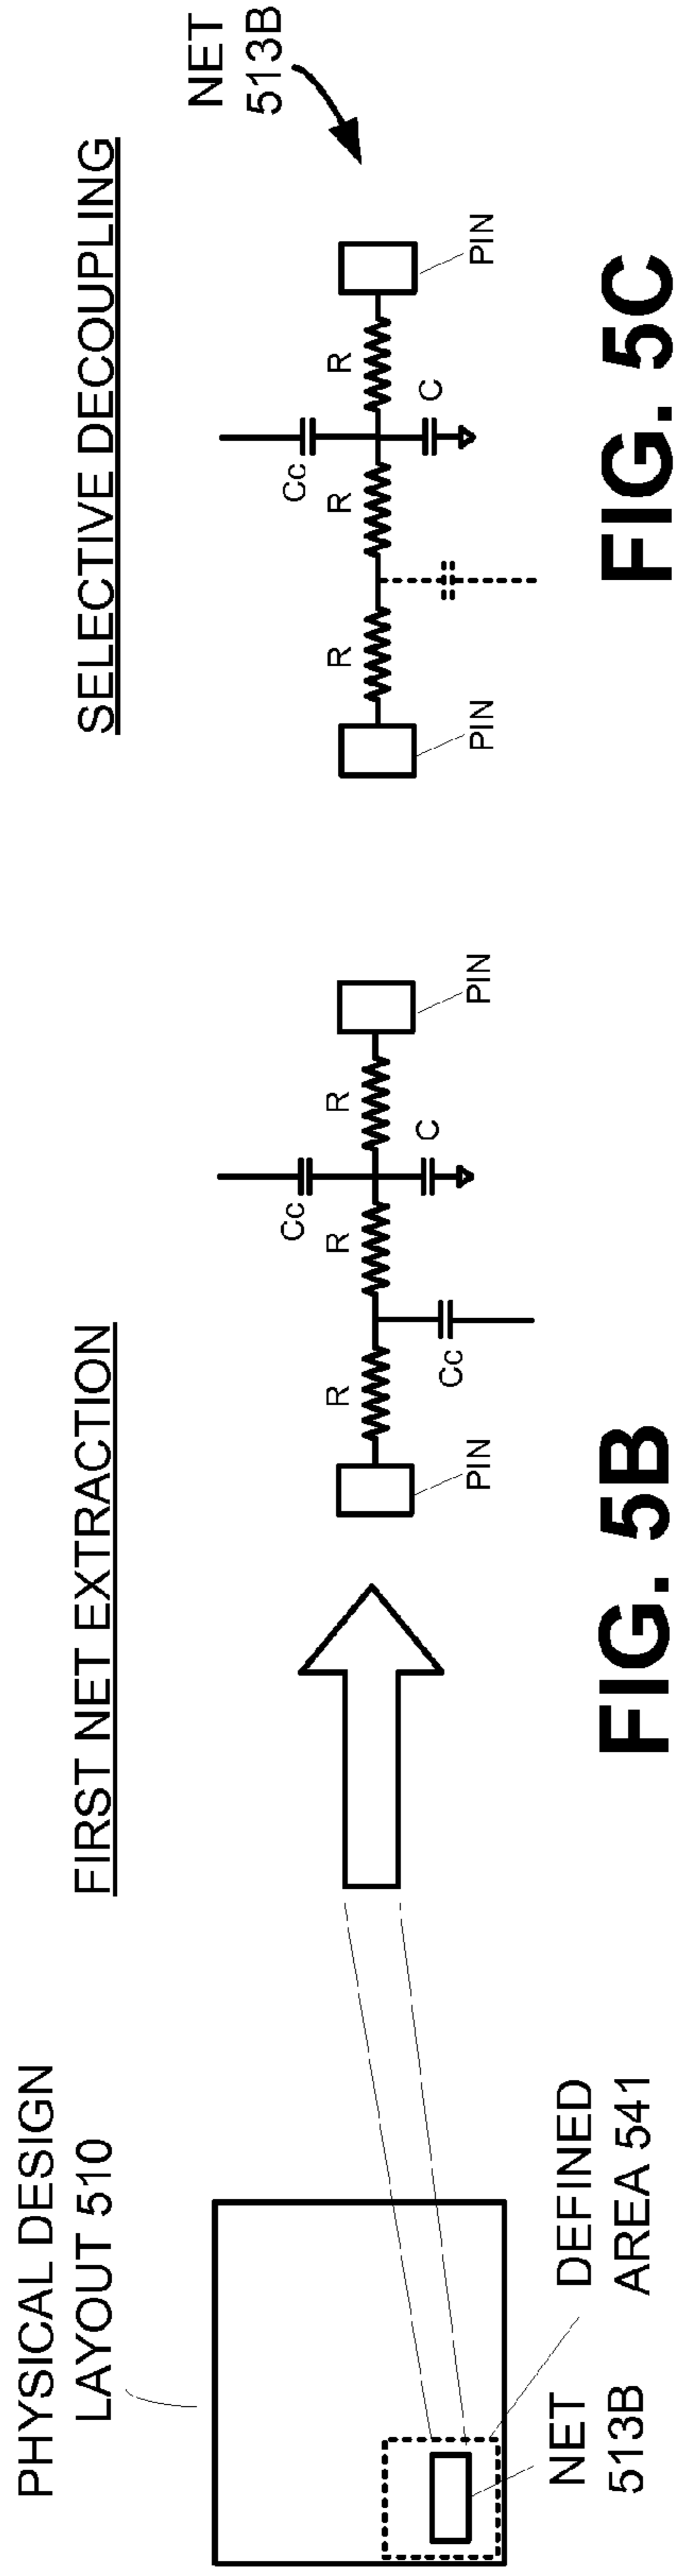 PHYSICAL DESIGN
LAYOUT 510
NET
513B
DEFINED
AREA 541
FIRST NET EXTRACTION
PIN
R
Cc
R
Cc
C
R
PIN
FIG. 5B
SELECTIVE DECOUPLING
NET
513B
PIN
R
R
Cc
C
R
PIN
FIG. 5C